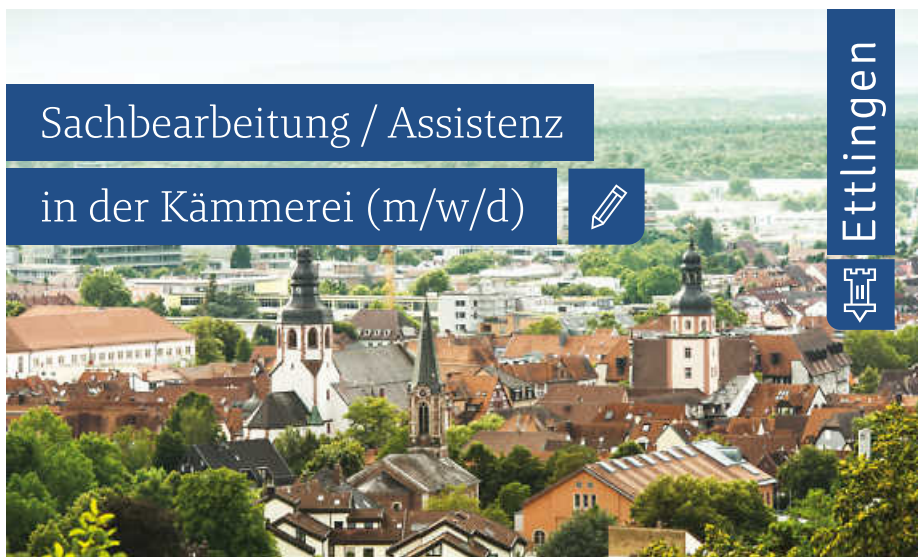 Sachbearbeitung / Assistenz
in der Kämmerei (m/w/d)
Ettlingen